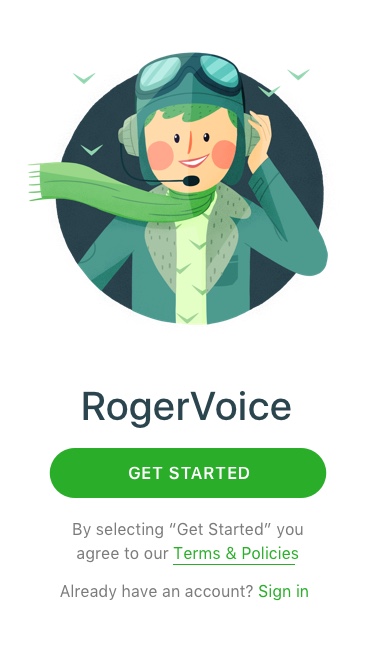 RogerVoice
GET STARTED
By selecting “Get Started” you
agree to our Terms & Policies
Already have an account? Sign in